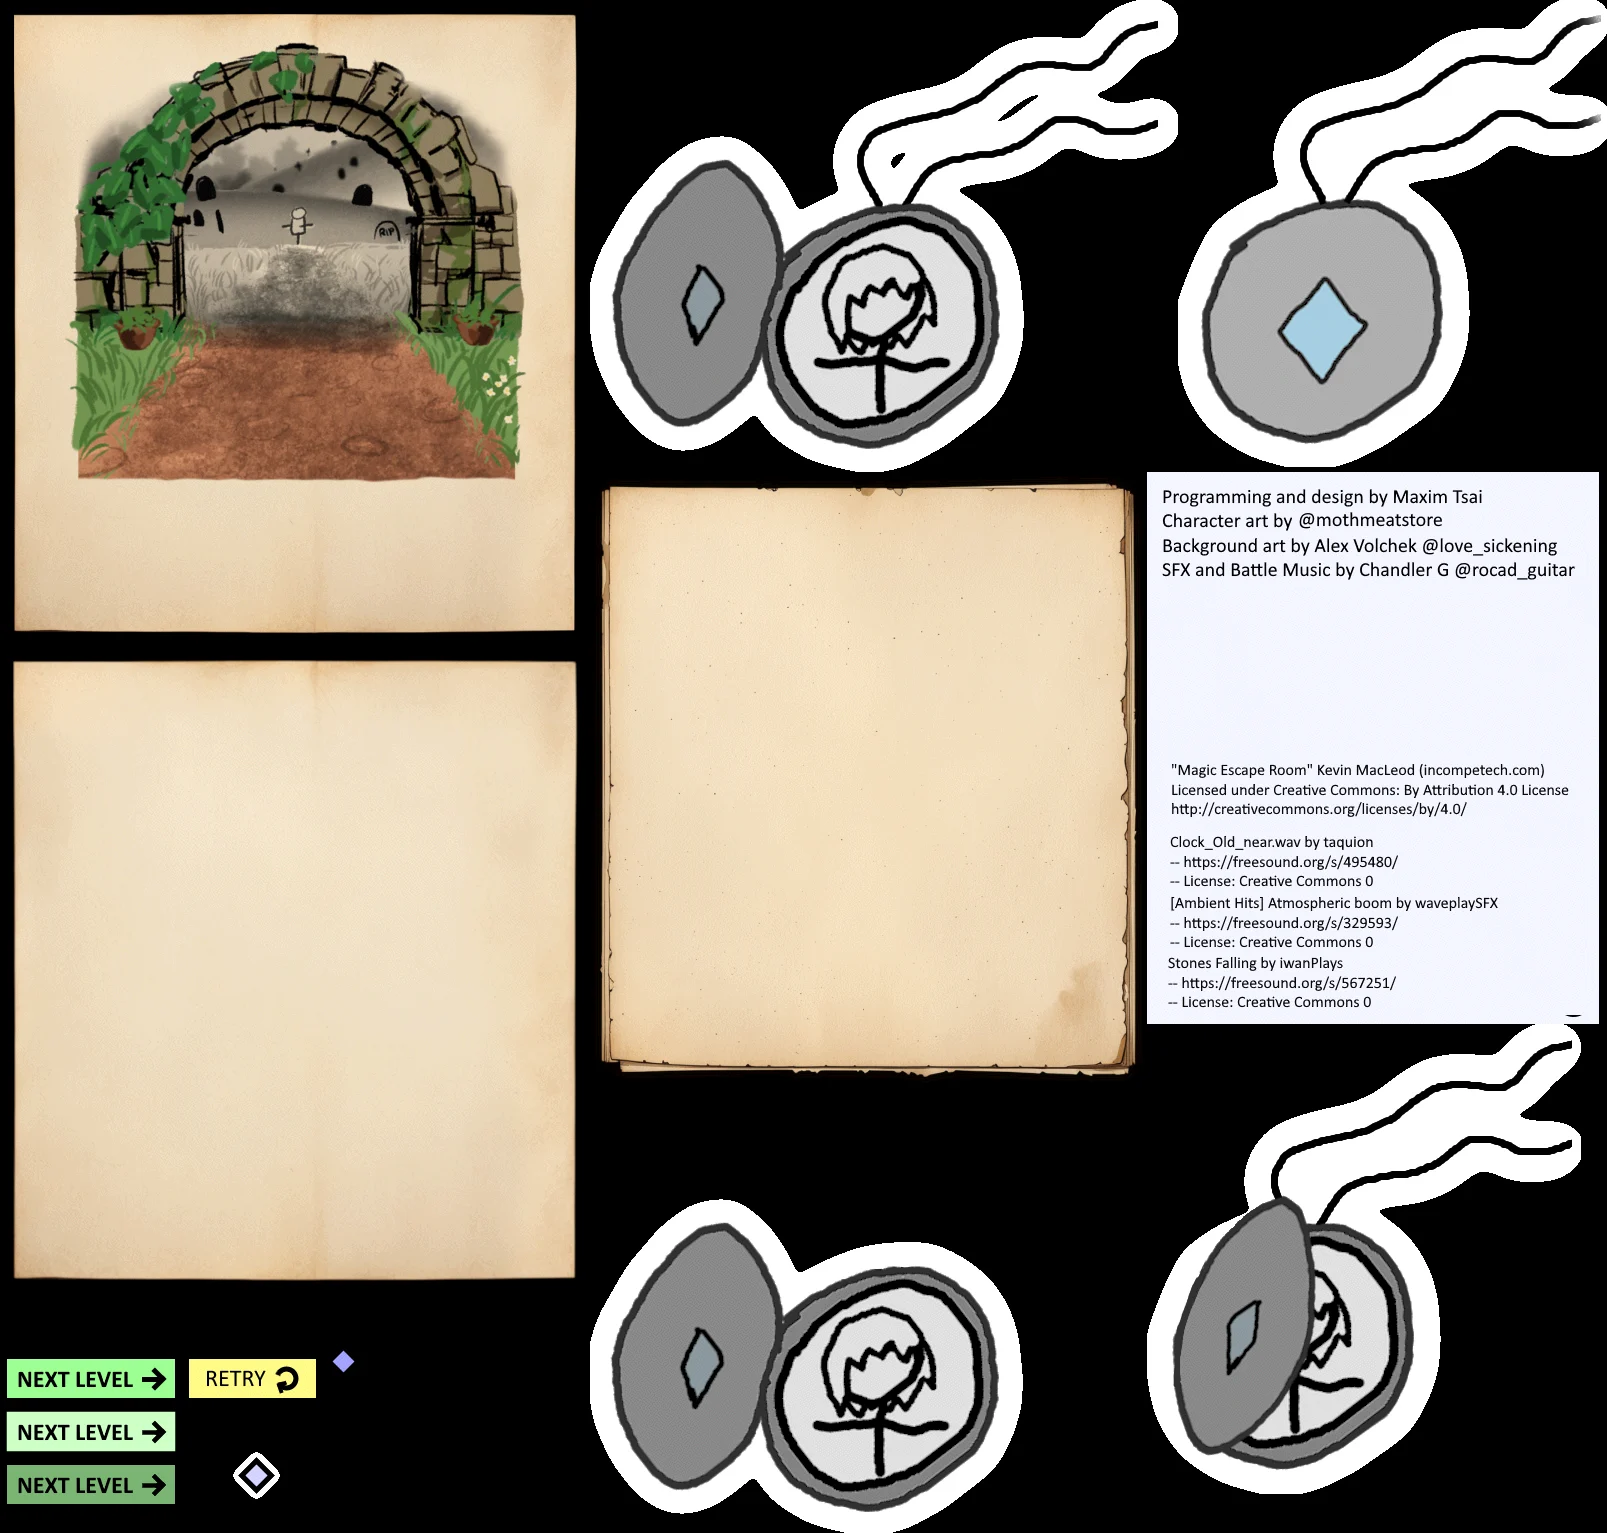 RIP
Programming and design by Maxim Tsai
Character art by @mothmeatstore
Background art by Alex Volchek @love_sickening
SFX and Battle Music by Chandler G @rocad_guitar
"Magic Escape Room" Kevin MacLeod (incompetech.com)
Licensed under Creative Commons: By Attribution 4.0 License
http://creativecommons.org/licenses/by/4.0/
Clock_Old_near.wav by taquion
-- https://freesound.org/s/495480/
-- License: Creative Commons 0
[Ambient Hits] Atmospheric boom by waveplaySFX
-- https://freesound.org/s/329593/
-- License: Creative Commons 0
Stones Falling by iwanPlays
-- https://freesound.org/s/567251/
-- License: Creative Commons 0
NEXT LEVEL
RETRY
NEXT LEVEL
NEXT LEVEL